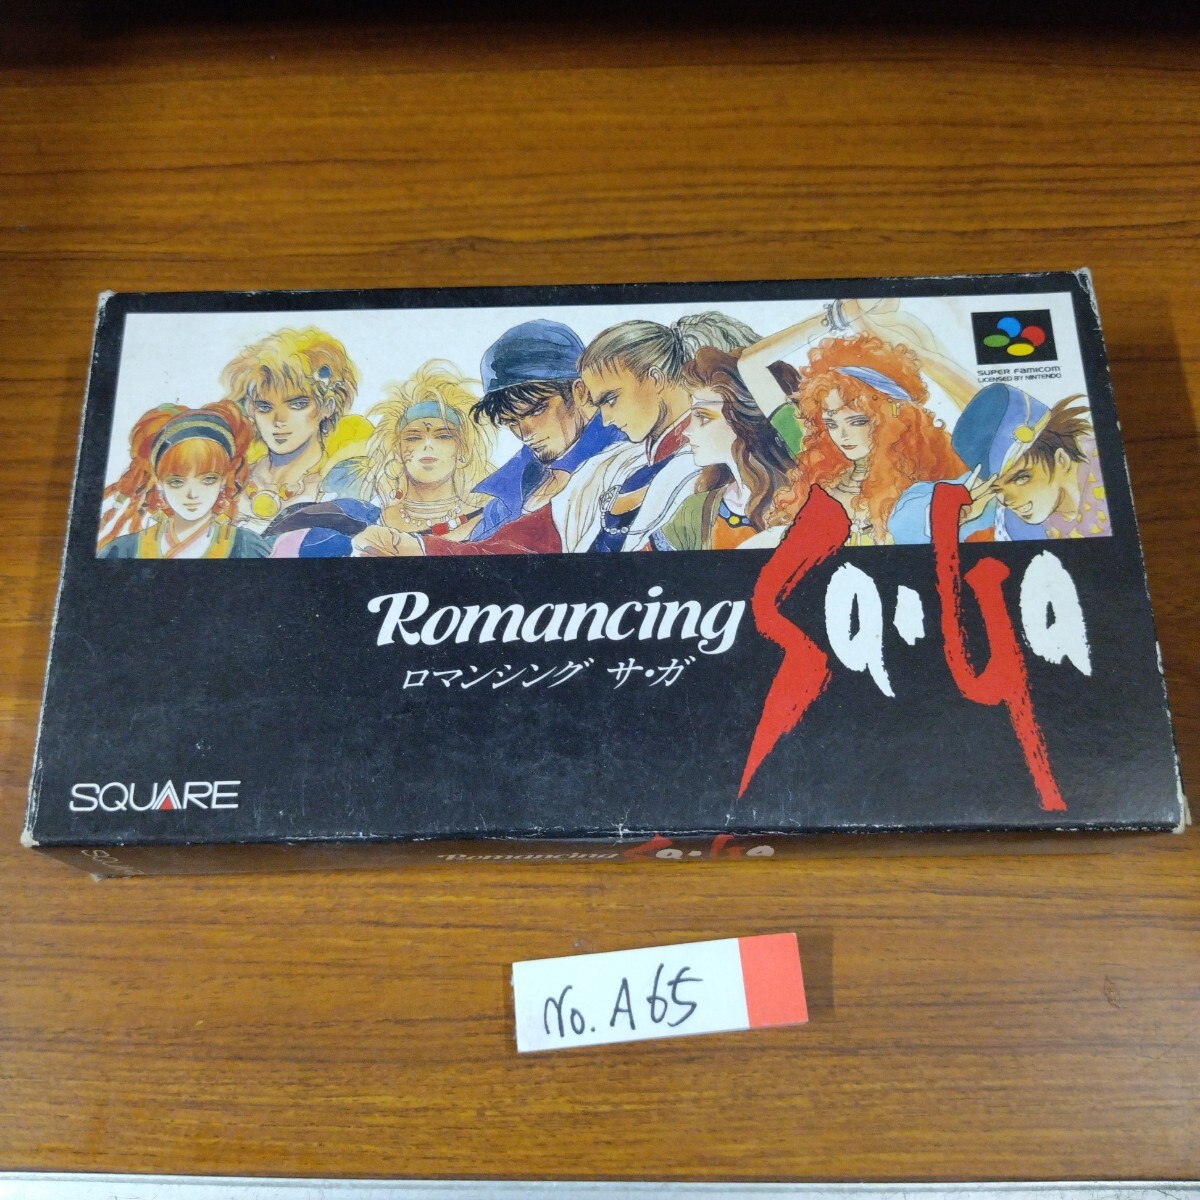 SUPER FAMICOM
LICENSED BY NINTENDO
Romancing Sa·Ga
ロマンシング サ・ガ
SQUARE
SQUARE
Romancing Sa·Ga
No. A65